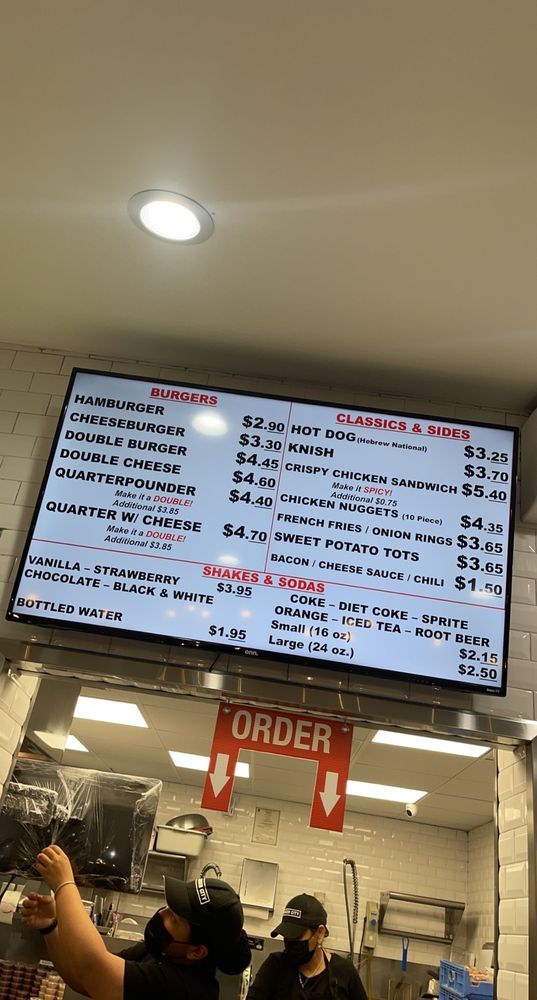 BURGERS
HAMBURGER $2.90
CHEESEBURGER $3.30
DOUBLE BURGER $4.45
DOUBLE CHEESE $4.60
QUARTERPOUNDER $4.40
Make it a DOUBLE!
Additional $3.85
QUARTER W/ CHEESE $4.70
Make it a DOUBLE!
Additional $3.85
CLASSICS & SIDES
HOT DOG (Hebrew National) $3.25
KNISH $3.70
CRISPY CHICKEN SANDWICH $5.40
Make it SPICY!
Additional $0.75
CHICKEN NUGGETS (10 Piece) $4.35
FRENCH FRIES / ONION RINGS $3.65
SWEET POTATO TOTS $3.65
BACON / CHEESE SAUCE / CHILI $1.50
SHAKES & SODAS
VANILLA – STRAWBERRY
CHOCOLATE – BLACK & WHITE $3.95
BOTTLED WATER $1.95
COKE – DIET COKE – SPRITE
ORANGE – ICED TEA – ROOT BEER
Small (16 oz) $2.15
Large (24 oz.) $2.50
onn.
Roku TV
ORDER
CITY
CITY